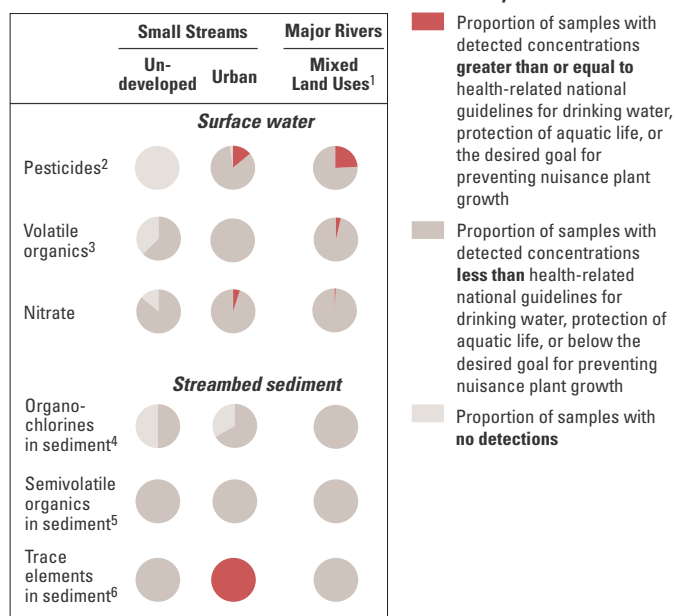 Small Streams
Major Rivers
Un-
developed
Urban
Mixed
Land Uses1
Surface water
Pesticides2
Volatile
organics3
Nitrate
Streambed sediment
Organo-
chlorines
in sediment4
Semivolatile
organics
in sediment5
Trace
elements
in sediment6
Proportion of samples with
detected concentrations
greater than or equal to
health-related national
guidelines for drinking water,
protection of aquatic life, or
the desired goal for
preventing nuisance plant
growth
Proportion of samples with
detected concentrations
less than health-related
national guidelines for
drinking water, protection of
aquatic life, or below the
desired goal for preventing
nuisance plant growth
Proportion of samples with
no detections